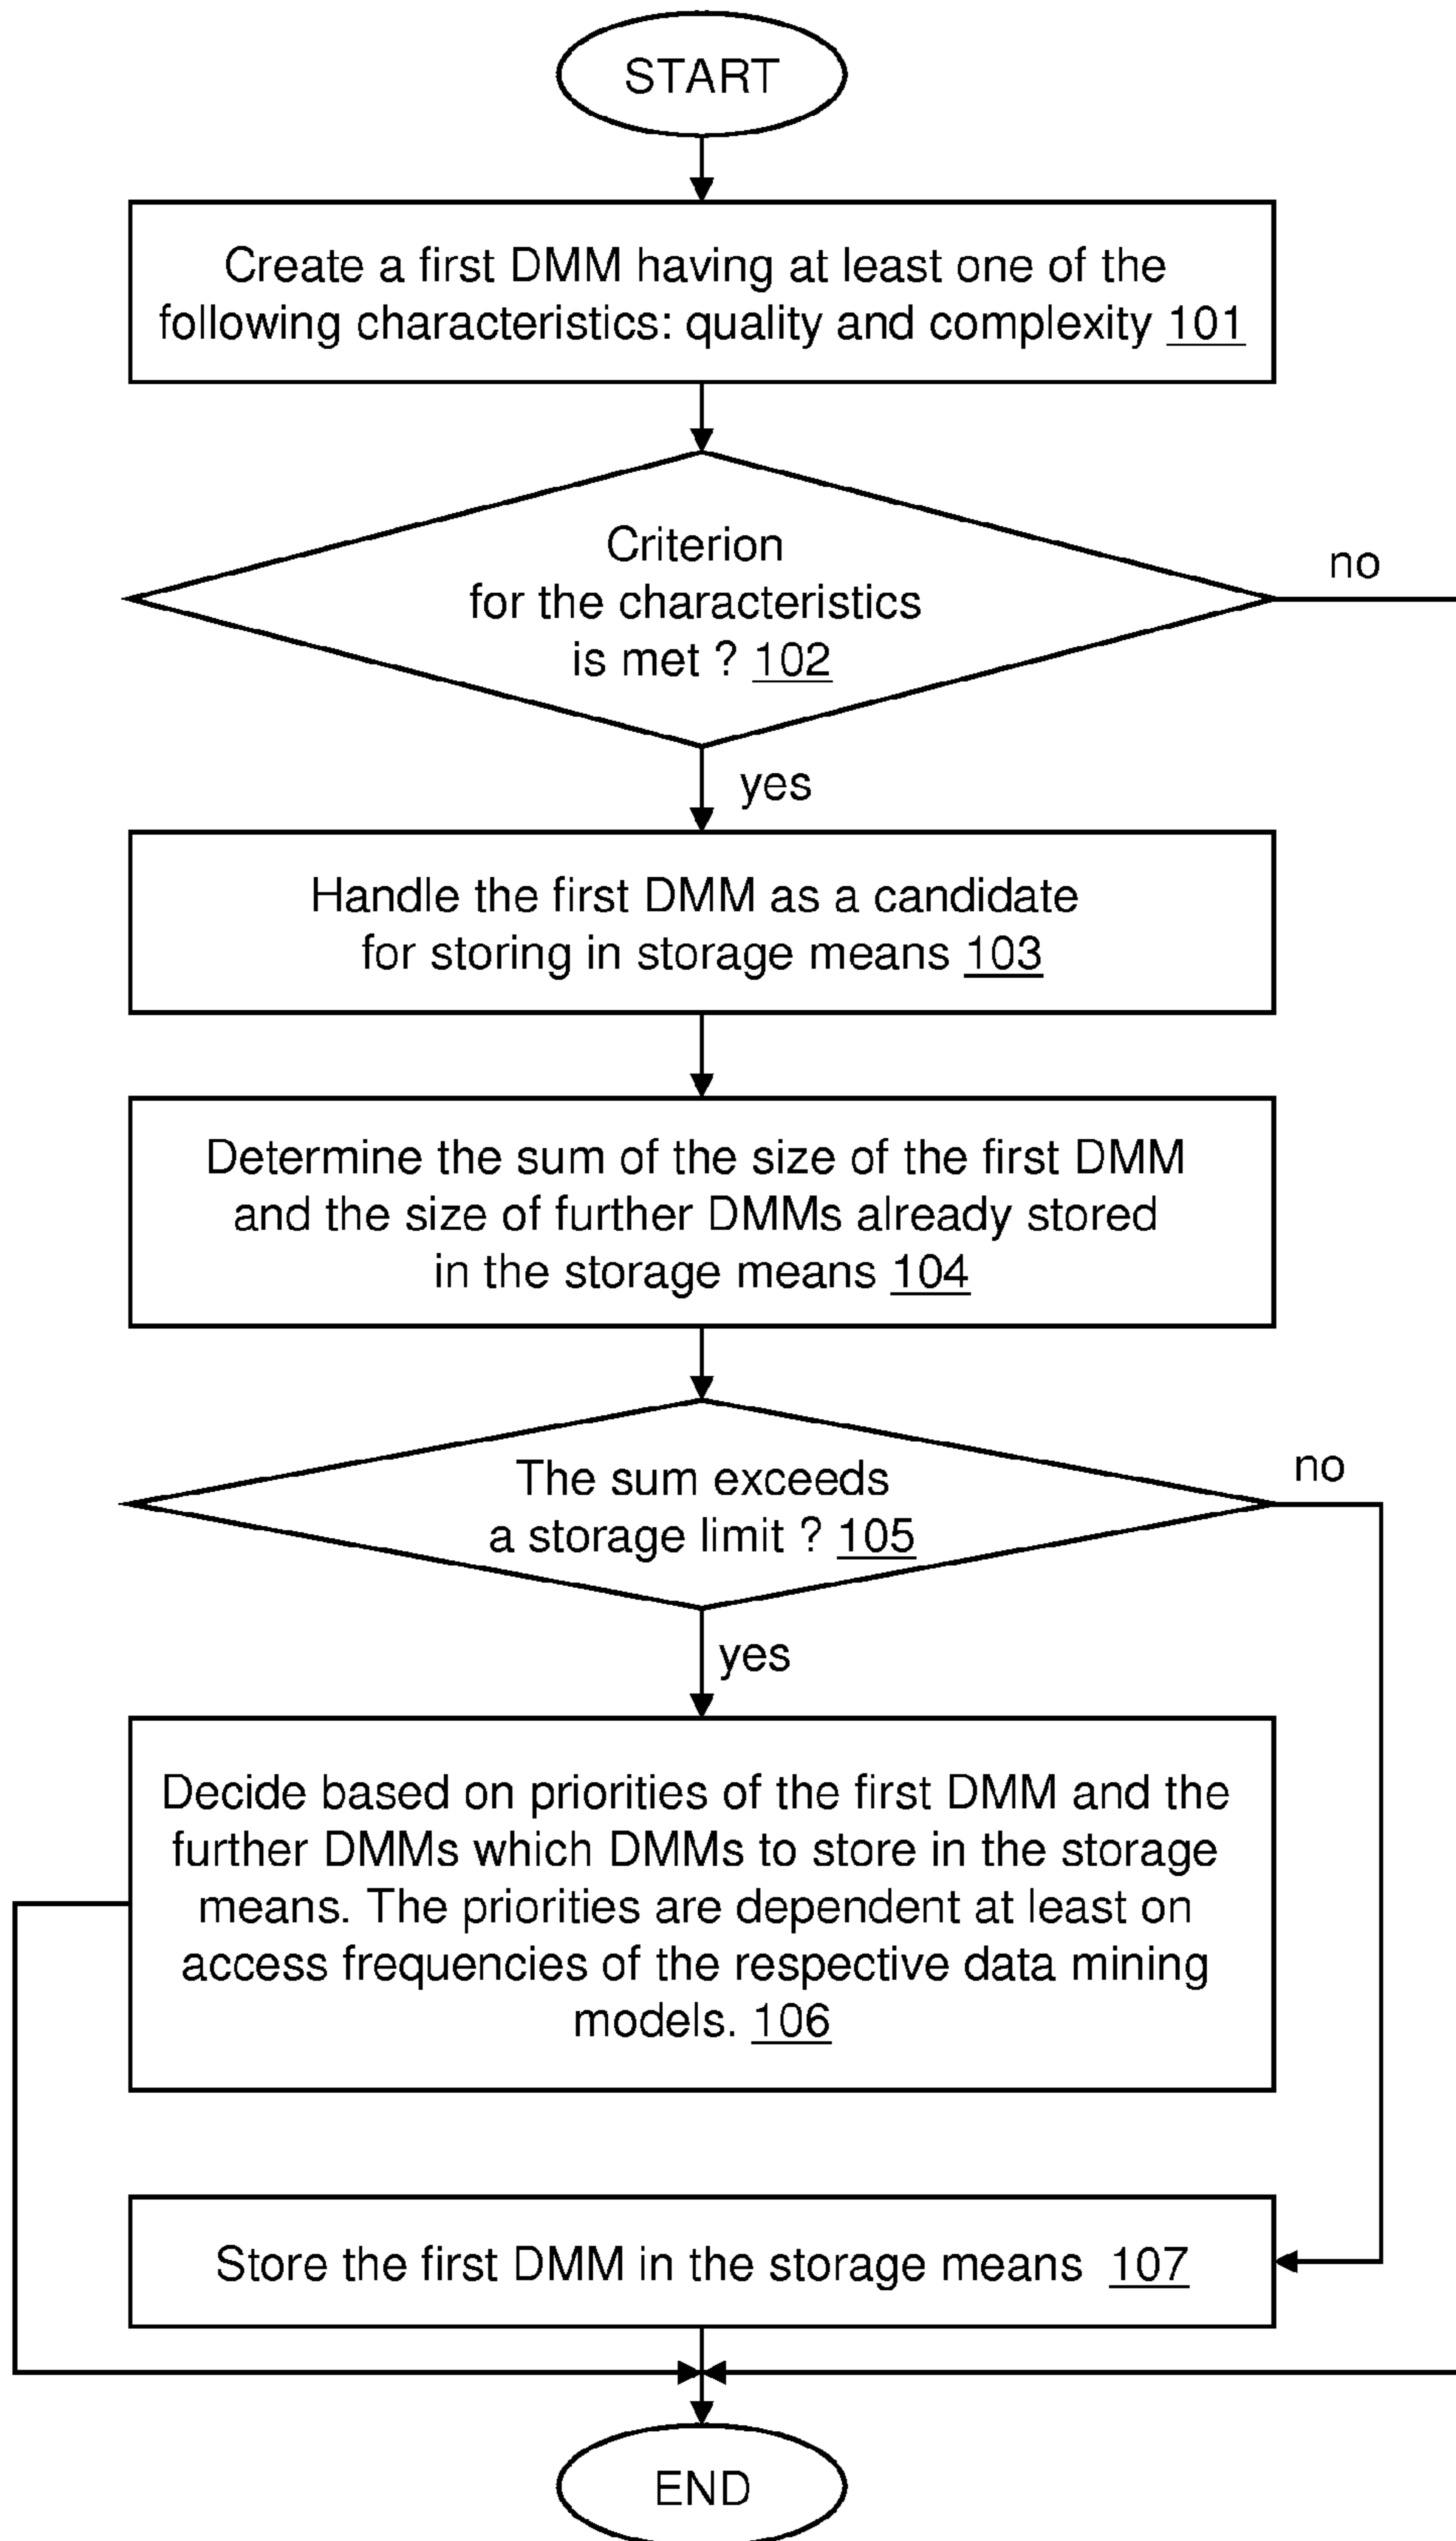 START
Create a first DMM having at least one of the
following characteristics: quality and complexity 101
Criterion
for the characteristics
is met ? 102
no
yes
Handle the first DMM as a candidate
for storing in storage means 103
Determine the sum of the size of the first DMM
and the size of further DMMs already stored
in the storage means 104
The sum exceeds
a storage limit ? 105
no
yes
Decide based on priorities of the first DMM and the
further DMMs which DMMs to store in the storage
means. The priorities are dependent at least on
access frequencies of the respective data mining
models. 106
Store the first DMM in the storage means 107
END